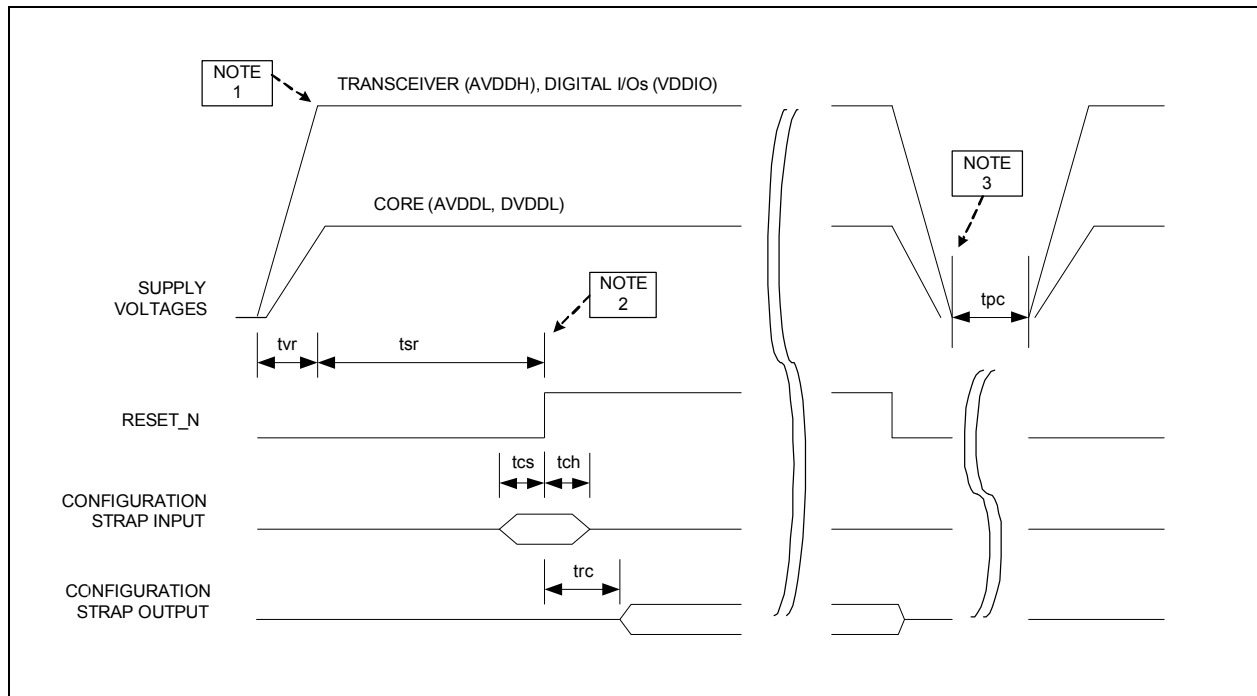 NOTE
1
TRANSCEIVER (AVDDH), DIGITAL I/Os (VDDIO)
NOTE
3
CORE (AVDDL, DVDDL)
SUPPLY
VOLTAGES
NOTE
2
tpc
tvr
tsr
RESET_N
tcs
tch
CONFIGURATION
STRAP INPUT
trc
CONFIGURATION
STRAP OUTPUT